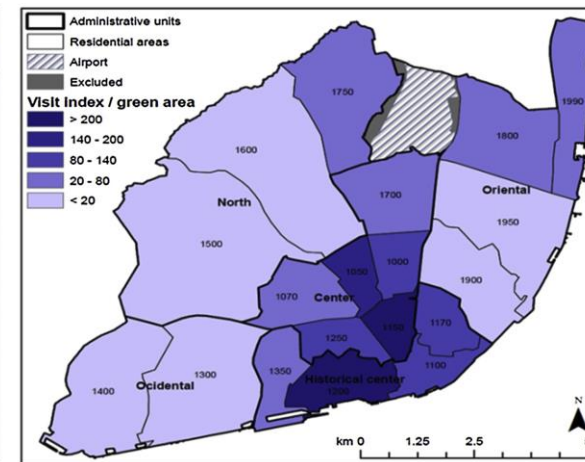 Administrative units
Residential areas
Airport
Excluded
Visit index / green area
> 200
140 - 200
80 - 140
20 - 80
< 20
1750
1990
1800
1600
1700
North
Oriental
1950
1500
1050
1000
1900
1070
Center
1150
1170
1250
1100
1350
1300
1400
Ocidental
Historical center
1200
N
km 0 1.25 2.5